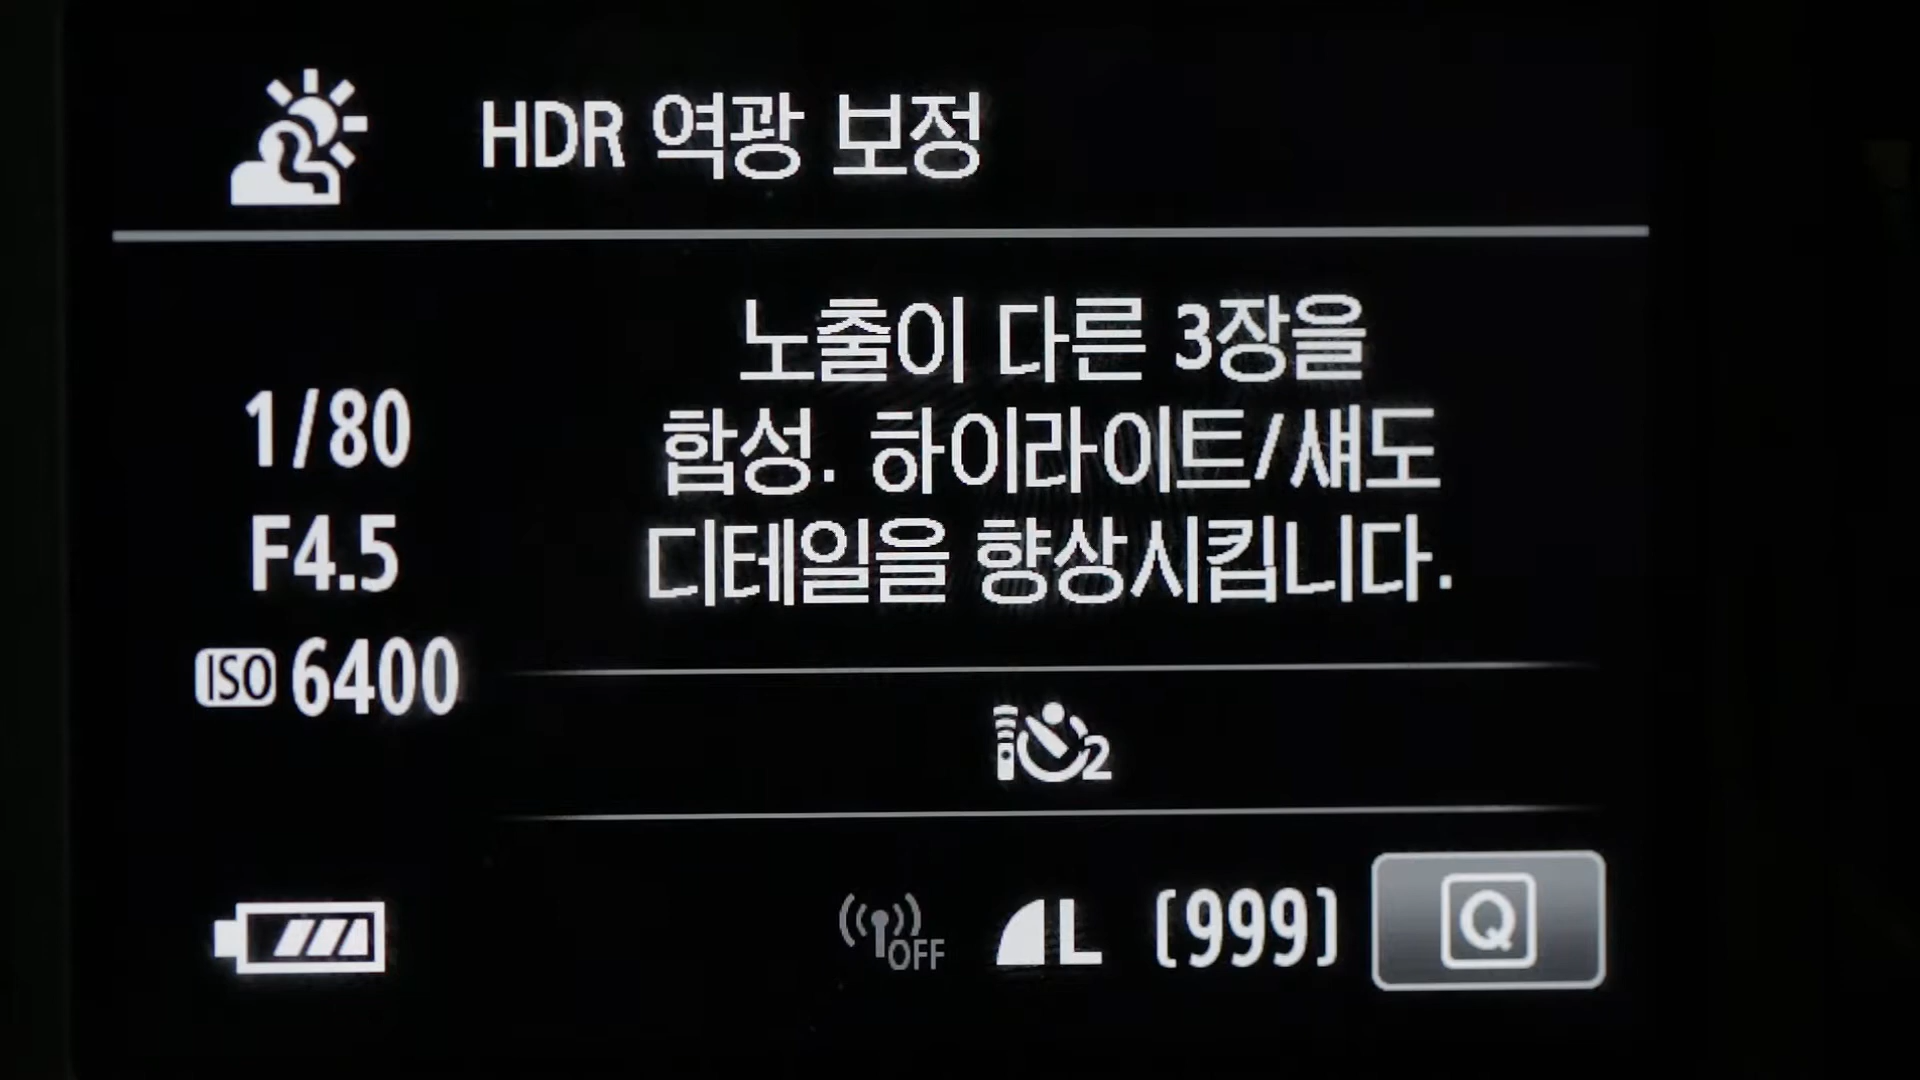 HDR 역광 보정
노출이 다른 3장을
합성. 하이라이트/섀도
디테일을 향상시킵니다.
1/80
F4.5
ISO 6400
2
OFF
L
[999]
Q